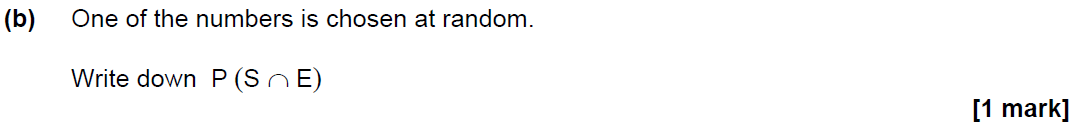 (b) One of the numbers is chosen at random.
Write down P (S ∩ E)
[1 mark]